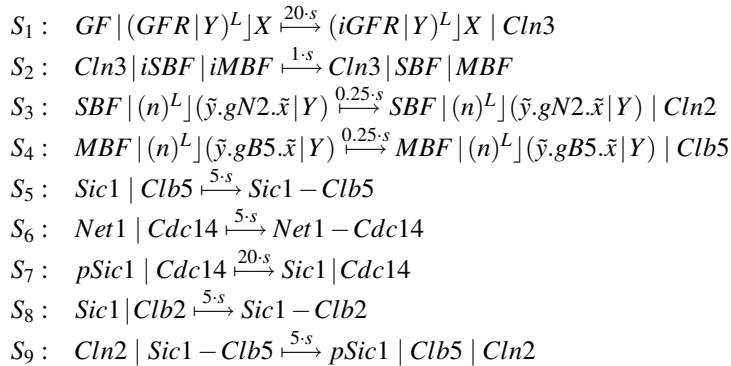 S₁ : GF | (GFR | Y)ᴸ ⌋ X ⟼^{20·s} (iGFR | Y)ᴸ ⌋ X | Cln3
S₂ : Cln3 | iSBF | iMBF ⟼^{1·s} Cln3 | SBF | MBF
S₃ : SBF | (n)ᴸ ⌋ (ỹ.gN2.x̃ | Y) ⟼^{0.25·s} SBF | (n)ᴸ ⌋ (ỹ.gN2.x̃ | Y) | Cln2
S₄ : MBF | (n)ᴸ ⌋ (ỹ.gB5.x̃ | Y) ⟼^{0.25·s} MBF | (n)ᴸ ⌋ (ỹ.gB5.x̃ | Y) | Clb5
S₅ : Sic1 | Clb5 ⟼^{5·s} Sic1 − Clb5
S₆ : Net1 | Cdc14 ⟼^{5·s} Net1 − Cdc14
S₇ : pSic1 | Cdc14 ⟼^{20·s} Sic1 | Cdc14
S₈ : Sic1 | Clb2 ⟼^{5·s} Sic1 − Clb2
S₉ : Cln2 | Sic1 − Clb5 ⟼^{5·s} pSic1 | Clb5 | Cln2